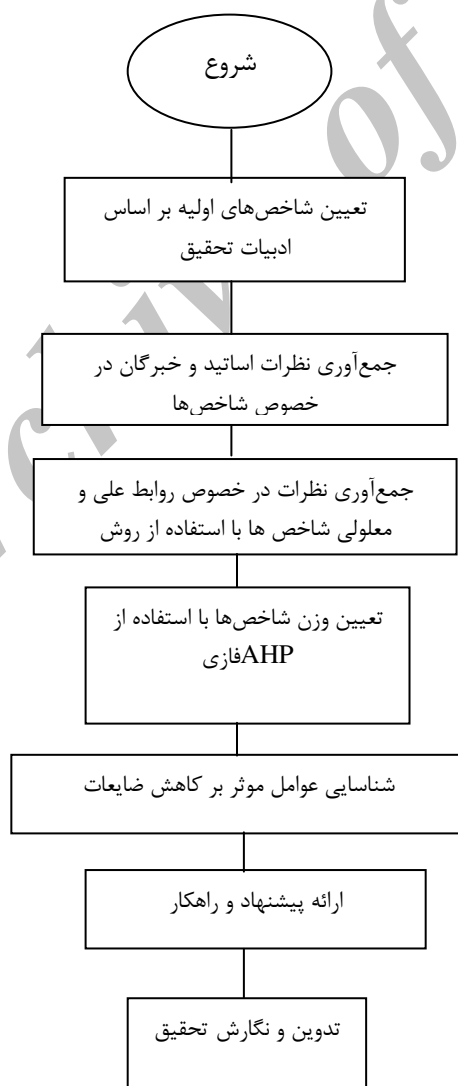 شروع
تعیین شاخص‌های اولیه بر اساس
ادبیات تحقیق
جمع‌آوری نظرات اساتید و خبرگان در
خصوص شاخص‌ها
جمع‌آوری نظرات در خصوص روابط علی و
معلولی شاخص ها با استفاده از روش
تعیین وزن شاخص‌ها با استفاده از
AHPفازی
شناسایی عوامل موثر بر کاهش ضایعات
ارائه پیشنهاد و راهکار
تدوین و نگارش تحقیق